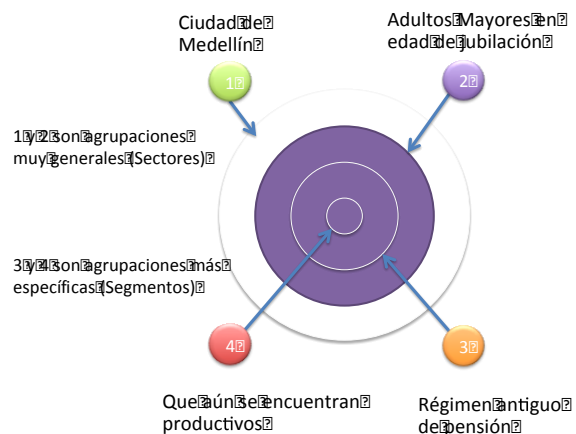 Ciudad de
Medellín
Adultos Mayores en
edad de jubilación
1
2
1 y 2 son agrupaciones
muy generales (Sectores)
3 y 4 son agrupaciones más
específicas (Segmentos)
4
3
Que aún se encuentran
productivos
Régimen antiguo
de pensión